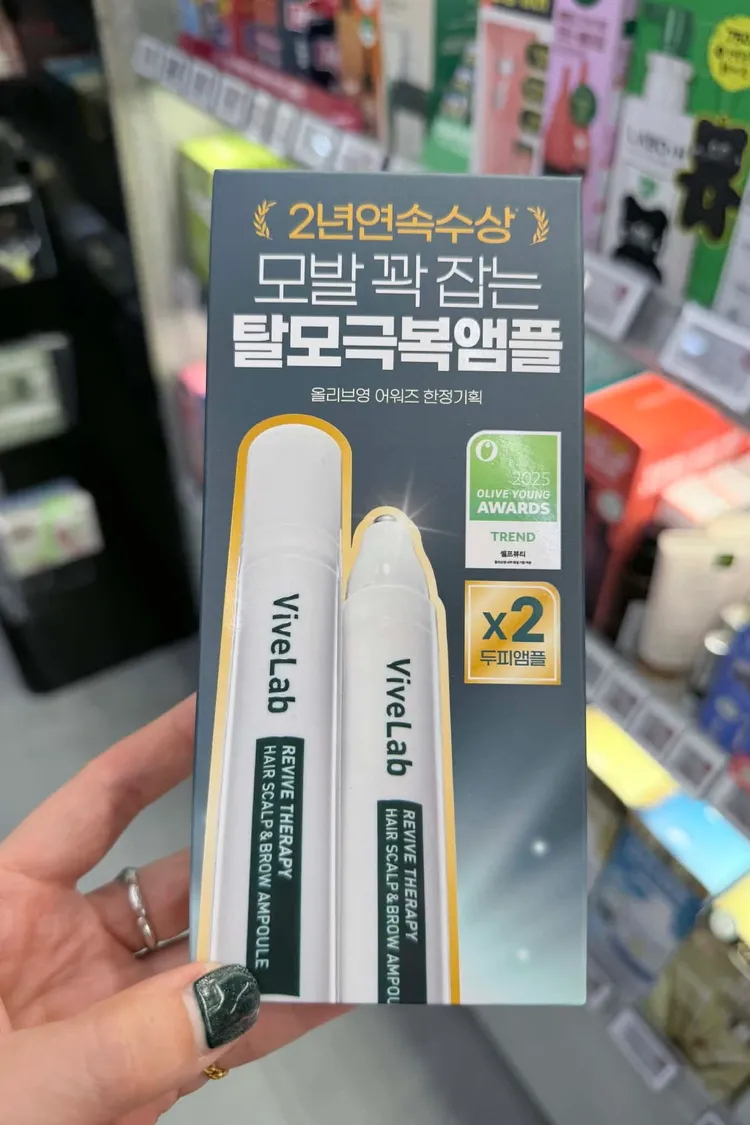 2년연속수상
모발 꽉 잡는
탈모극복앰플
올리브영 어워즈 한정기획
2025
OLIVE YOUNG
AWARDS
TREND
셀프뷰티
x2
두피앰플
ViveLab
REVIVE THERAPY
HAIR SCALP & BROW AMPOULE
ViveLab
REVIVE THERAPY
HAIR SCALP & BROW AMPOU